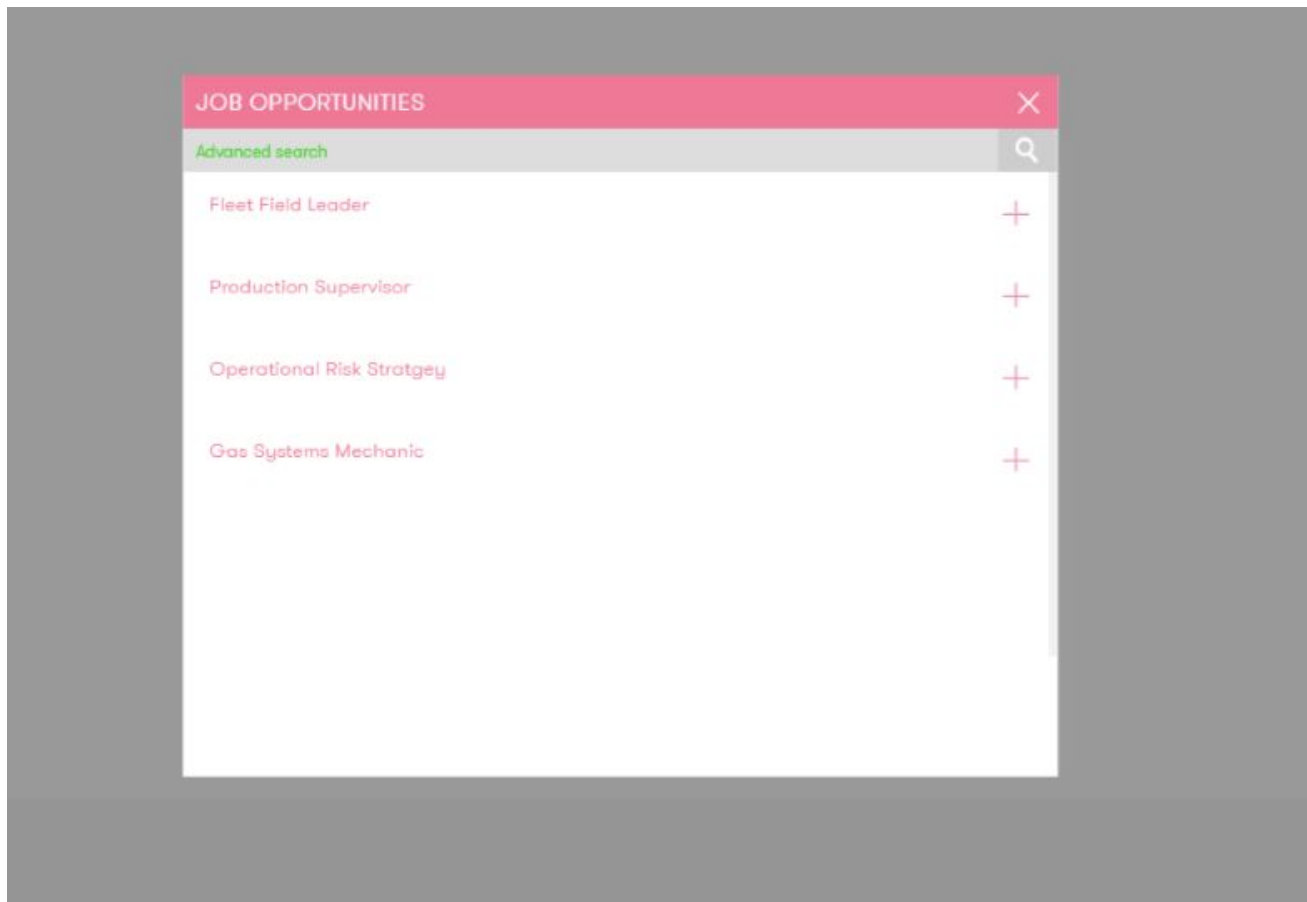 JOB OPPORTUNITIES
Advanced search
Fleet Field Leader
Production Supervisor
Operational Risk Stratgey
Gas Systems Mechanic